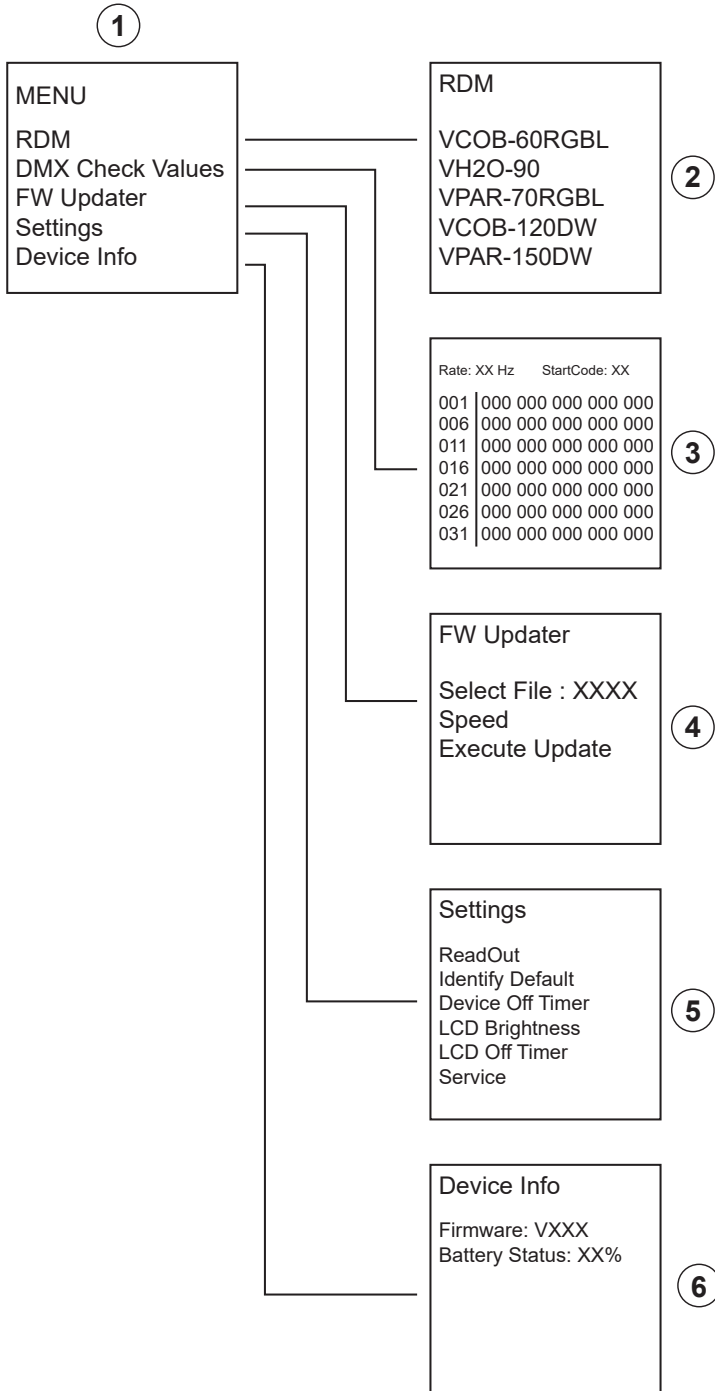 1
MENU
RDM
DMX Check Values
FW Updater
Settings
Device Info
RDM
VCOB-60RGBL
VH2O-90
VPAR-70RGBL
VCOB-120DW
VPAR-150DW
2
Rate: XX Hz StartCode: XX
001 000 000 000 000 000
006 000 000 000 000 000
011 000 000 000 000 000
016 000 000 000 000 000
021 000 000 000 000 000
026 000 000 000 000 000
031 000 000 000 000 000
3
FW Updater
Select File : XXXX
Speed
Execute Update
4
Settings
ReadOut
Identify Default
Device Off Timer
LCD Brightness
LCD Off Timer
Service
5
Device Info
Firmware: VXXX
Battery Status: XX%
6